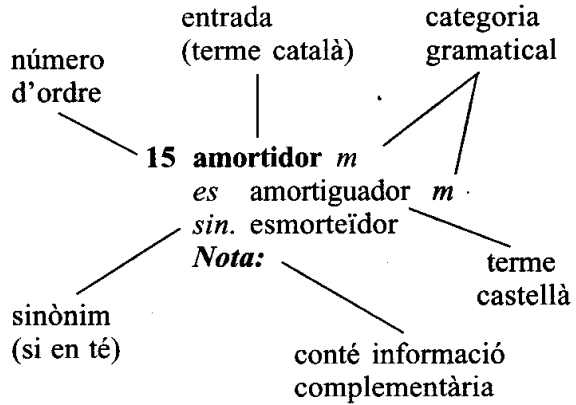 entrada
(terme català)
categoria
gramatical
número
d'ordre
15 amortidor m
es amortiguador m
sin. esmorteïdor
Nota:
terme
castellà
sinònim
(si en té)
conté informació
complementària